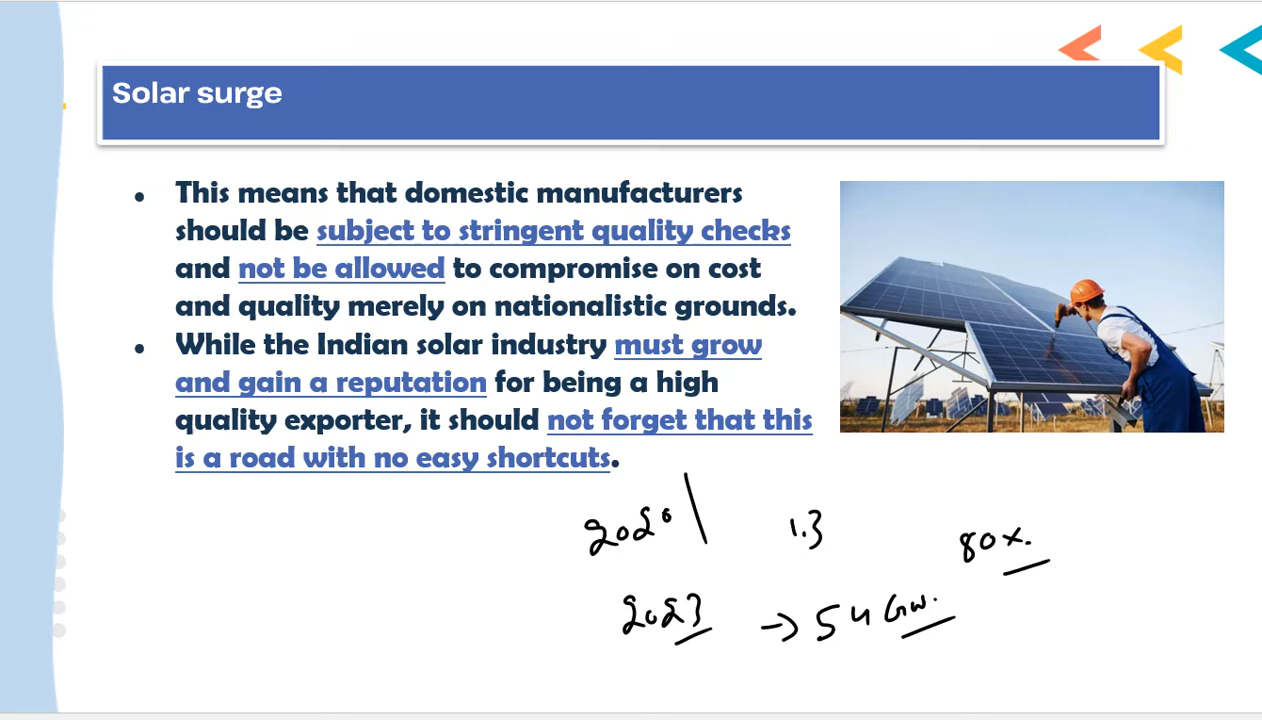 Solar surge
• This means that domestic manufacturers
should be subject to stringent quality checks
and not be allowed to compromise on cost
and quality merely on nationalistic grounds.
• While the Indian solar industry must grow
and gain a reputation for being a high
quality exporter, it should not forget that this
is a road with no easy shortcuts.
2020 1.3
80%.
2023 → 54 GW.